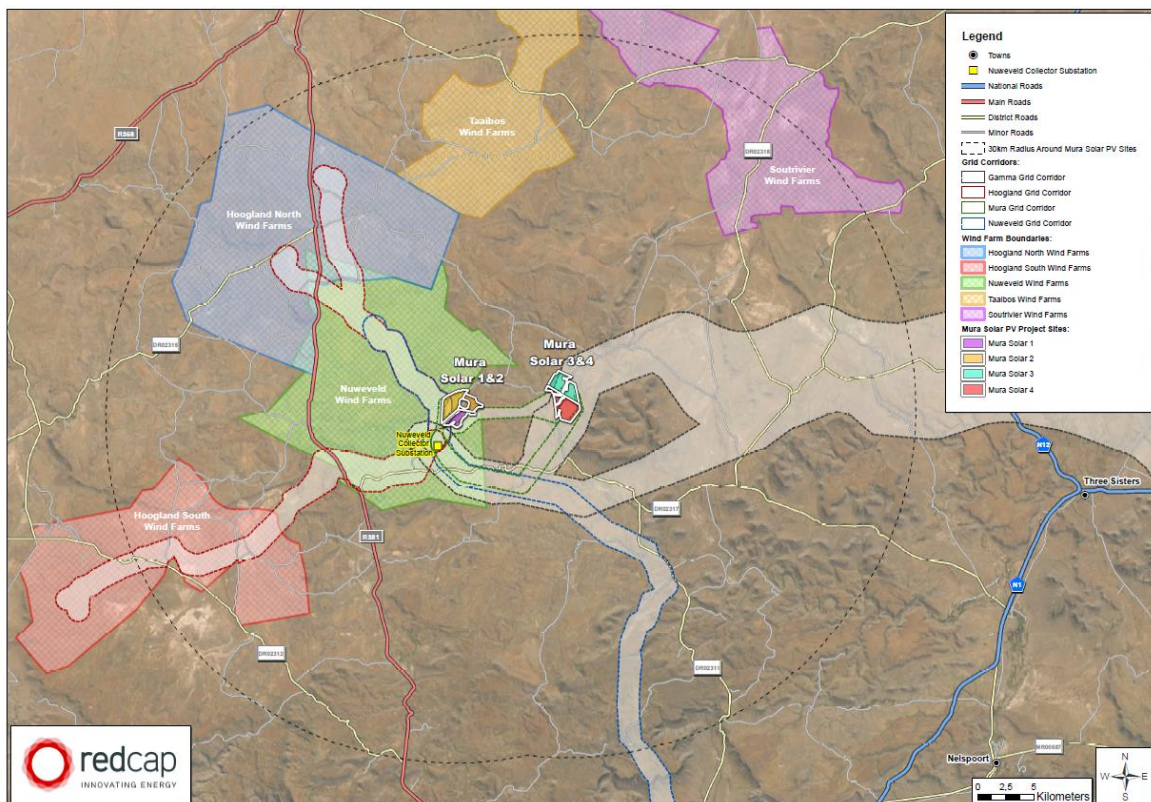 Legend
Towns
Nuweveld Collector Substation
National Roads
Main Roads
District Roads
Minor Roads
30km Radius Around Mura Solar PV Sites
Grid Corridors:
Gamma Grid Corridor
Hoogland Grid Corridor
Mura Grid Corridor
Nuweveld Grid Corridor
Wind Farm Boundaries:
Hoogland North Wind Farms
Hoogland South Wind Farms
Nuweveld Wind Farms
Taaibos Wind Farms
Soutrivier Wind Farms
Mura Solar PV Project Sites:
Mura Solar 1
Mura Solar 2
Mura Solar 3
Mura Solar 4
Taaibos
Wind Farms
DR02316
Soutrivier
Wind Farms
Hoogland North
Wind Farms
DR02315
Mura
Solar 1&2
Mura
Solar 3&4
Nuweveld
Wind Farms
Nuweveld
Collector
Substation
N12
Three Sisters
DR02317
Hoogland South
Wind Farms
R381
N1
DR02312
DR02311
Nelspoort
redcap
INNOVATING ENERGY
0 2,5 5
Kilometers
N
W E
S